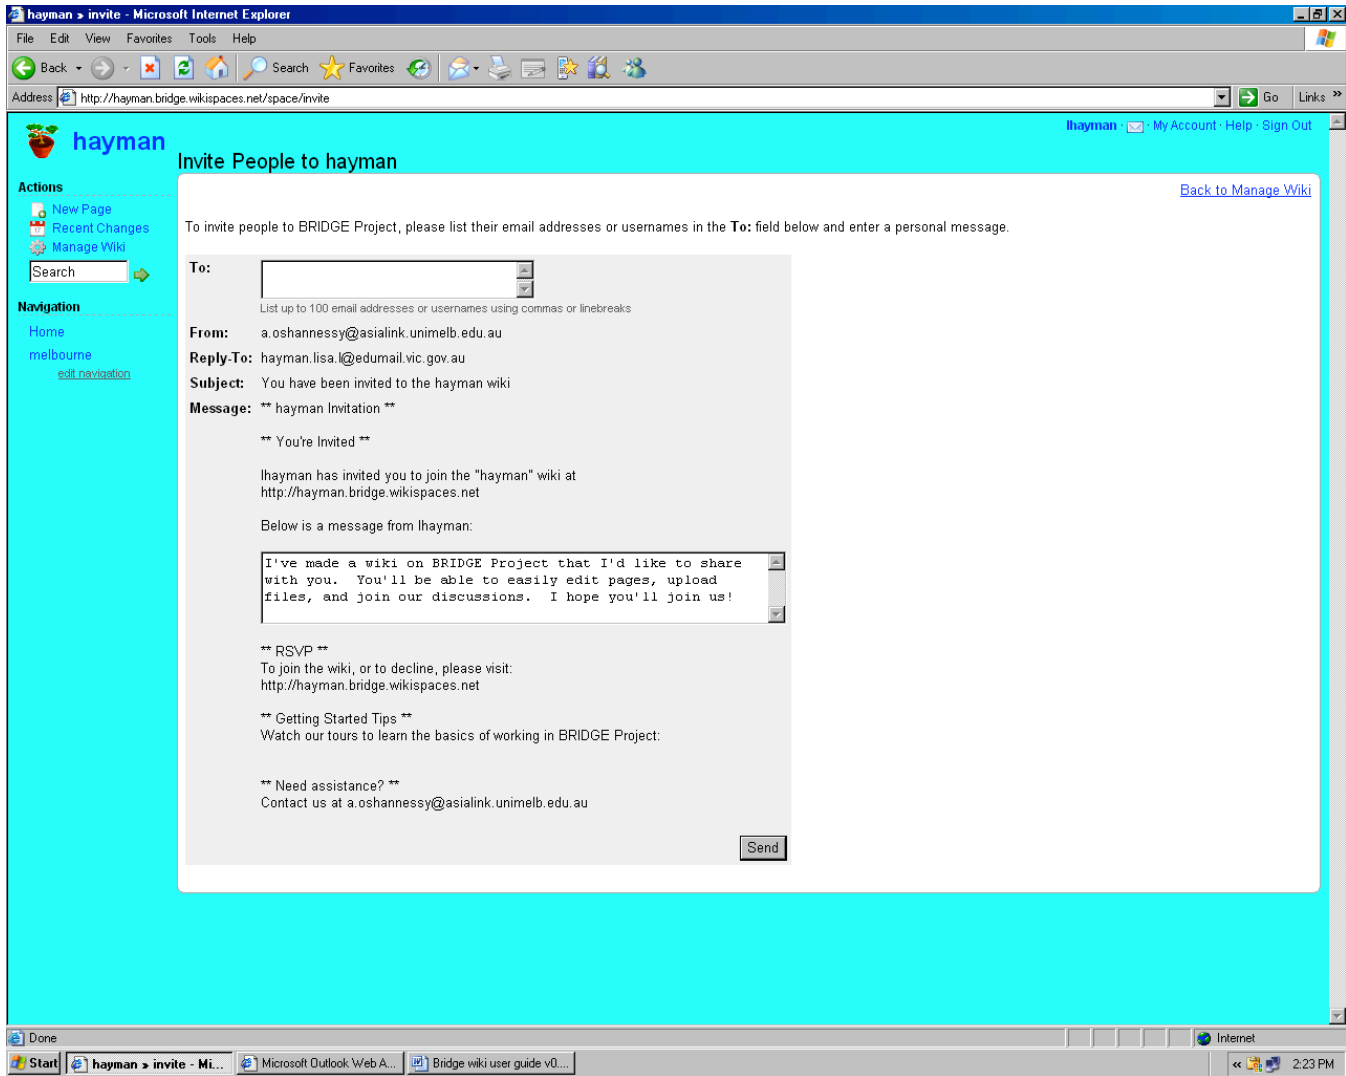 hayman » invite - Microsoft Internet Explorer
File Edit View Favorites Tools Help
Back Search Favorites
Address http://hayman.bridge.wikispaces.net/space/invite Go Links »
hayman
lhayman · · My Account · Help · Sign Out
Invite People to hayman
Actions
New Page
Recent Changes
Manage Wiki
Search
Navigation
Home
melbourne
edit navigation
Back to Manage Wiki
To invite people to BRIDGE Project, please list their email addresses or usernames in the To: field below and enter a personal message.
To:
List up to 100 email addresses or usernames using commas or linebreaks
From: a.oshannessy@asialink.unimelb.edu.au
Reply-To: hayman.lisa.l@edumail.vic.gov.au
Subject: You have been invited to the hayman wiki
Message: ** hayman Invitation **
** You're Invited **
lhayman has invited you to join the "hayman" wiki at
http://hayman.bridge.wikispaces.net
Below is a message from lhayman:
I've made a wiki on BRIDGE Project that I'd like to share
with you. You'll be able to easily edit pages, upload
files, and join our discussions. I hope you'll join us!
** RSVP **
To join the wiki, or to decline, please visit:
http://hayman.bridge.wikispaces.net
** Getting Started Tips **
Watch our tours to learn the basics of working in BRIDGE Project:
** Need assistance? **
Contact us at a.oshannessy@asialink.unimelb.edu.au
Send
Done Internet
Start hayman » invite - Mi... Microsoft Outlook Web A... Bridge wiki user guide v0.... « 2:23 PM